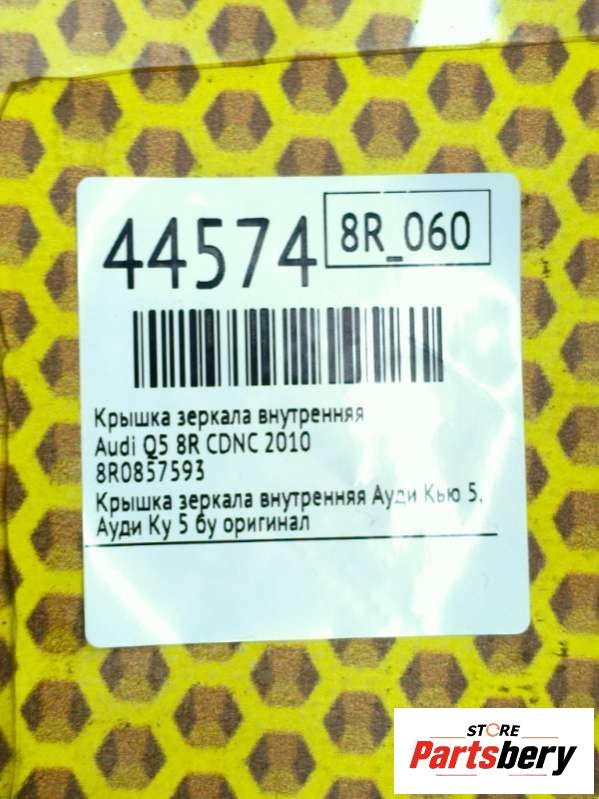 44574
8R_060
Крышка зеркала внутренняя
Audi Q5 8R CDNC 2010
8R0857593
Крышка зеркала внутренняя Ауди Кью 5,
Ауди Ку 5 бу оригинал
STORE
Partsbery